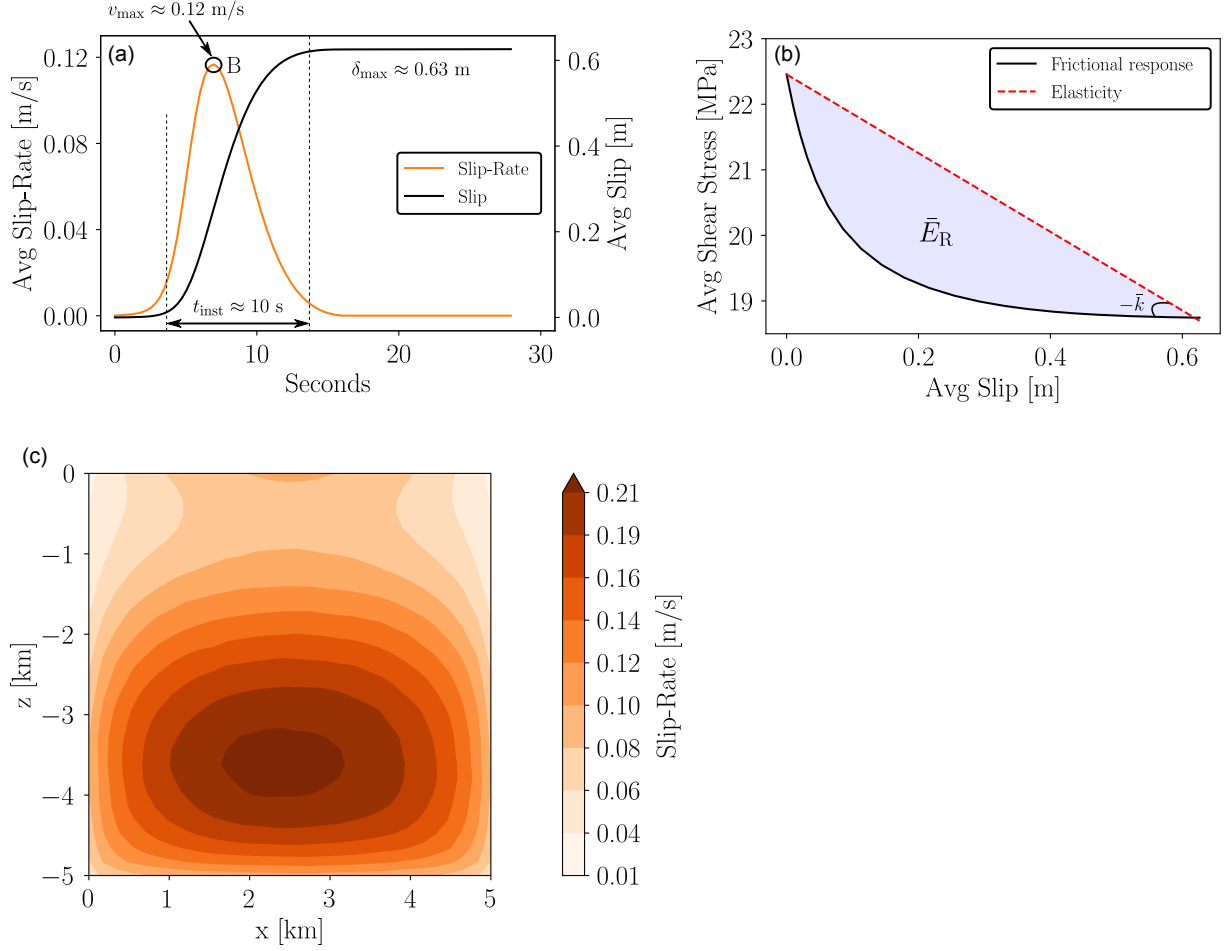 v_max ≈ 0.12 m/s
(a)
B
δ_max ≈ 0.63 m
t_inst ≈ 10 s
Slip-Rate
Slip
0.12
0.08
0.04
0.00
Avg Slip-Rate [m/s]
0.6
0.4
0.2
0.0
Avg Slip [m]
0 10 20 30
Seconds
(b)
Frictional response
Elasticity
Ē_R
−k̄
23
22
21
20
19
Avg Shear Stress [MPa]
0.0 0.2 0.4 0.6
Avg Slip [m]
(c)
0
−1
−2
−3
−4
−5
z [km]
0 1 2 3 4 5
x [km]
0.21
0.19
0.16
0.14
0.12
0.10
0.08
0.06
0.04
0.01
Slip-Rate [m/s]